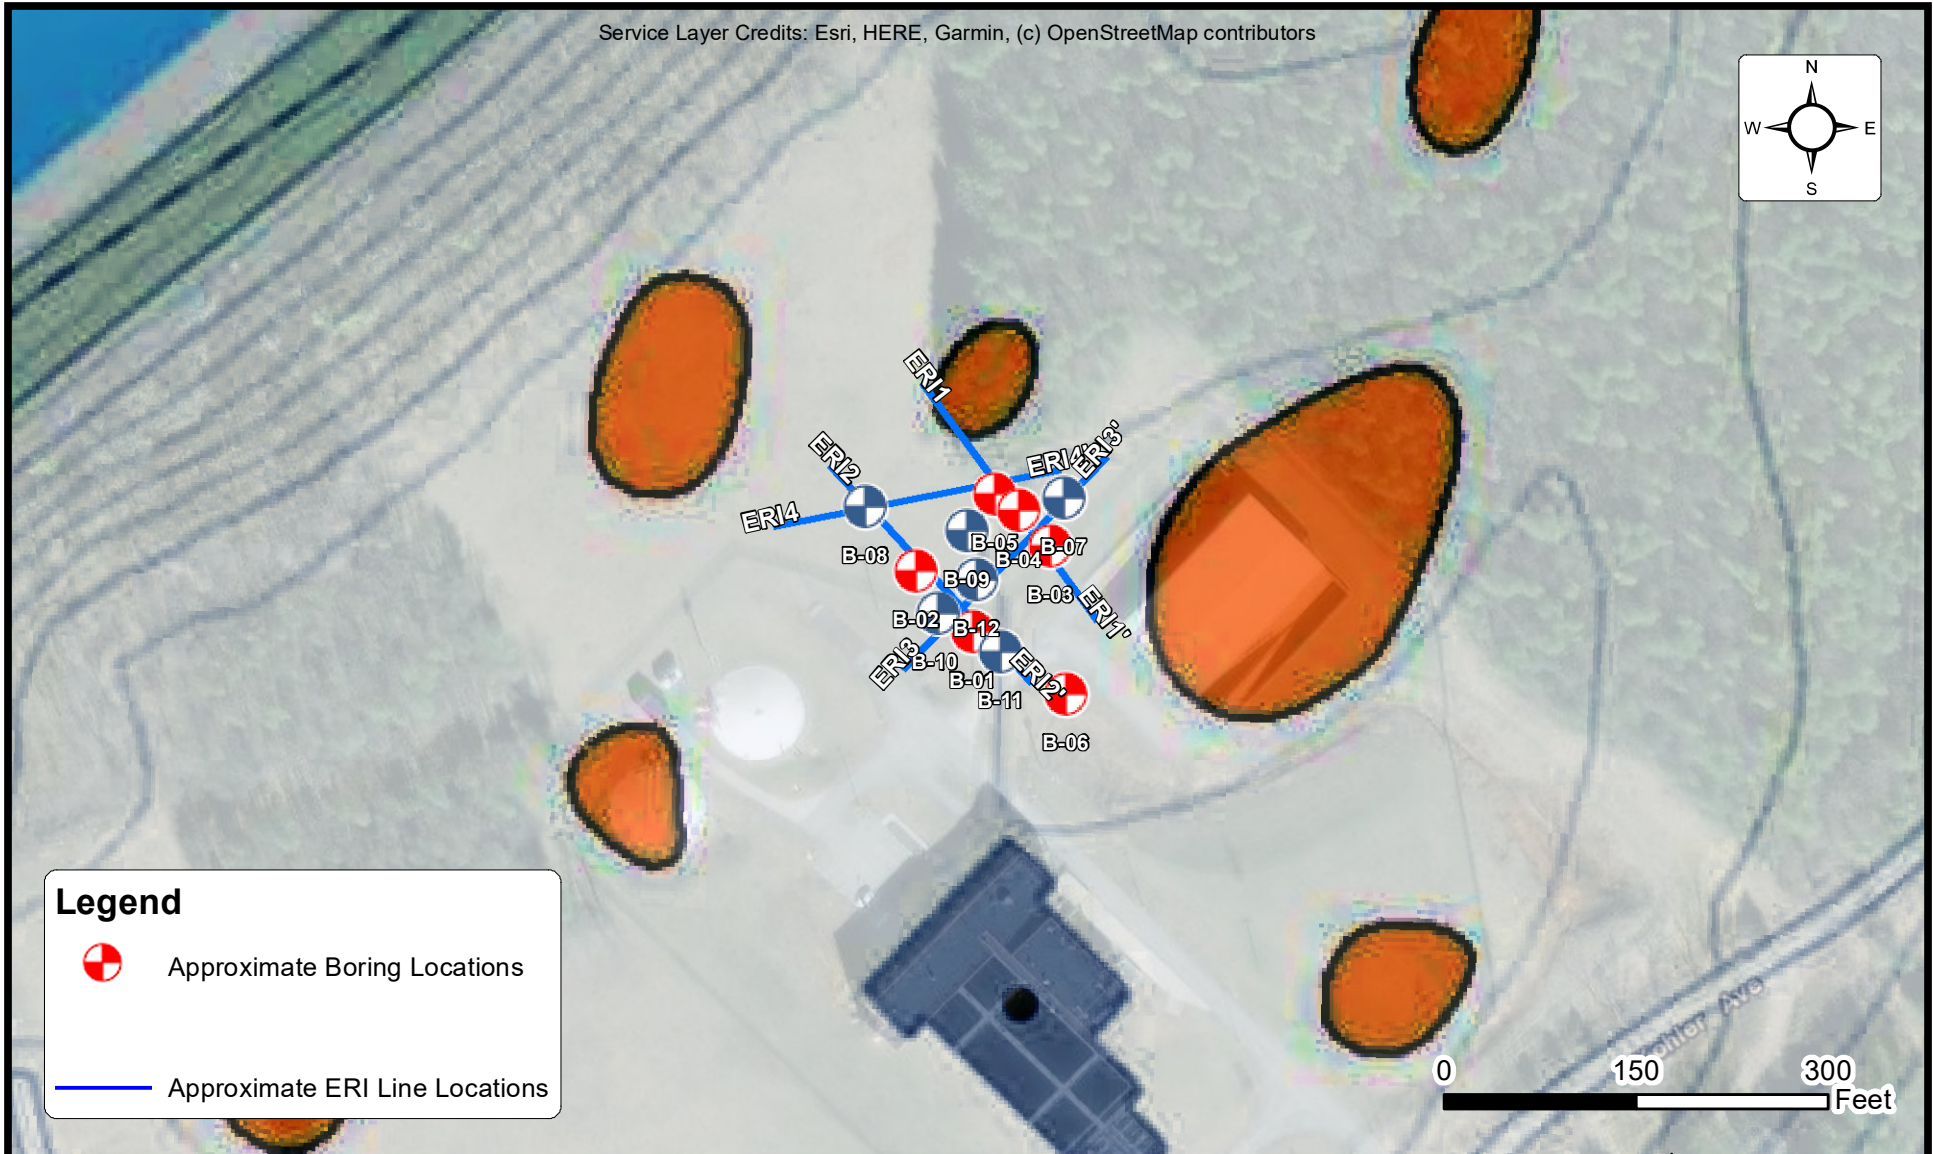 Service Layer Credits: Esri, HERE, Garmin, (c) OpenStreetMap contributors
N
W E
S
ERI1
ERI2
ERI4'
ERI3'
ERI4
B-05
B-07
B-08
B-04
B-09
B-03
ERI1'
B-02
B-12
ERI3
B-10
ERI2'
B-01
B-11
B-06
Legend
Approximate Boring Locations
Approximate ERI Line Locations
Ave
0 150 300
Feet